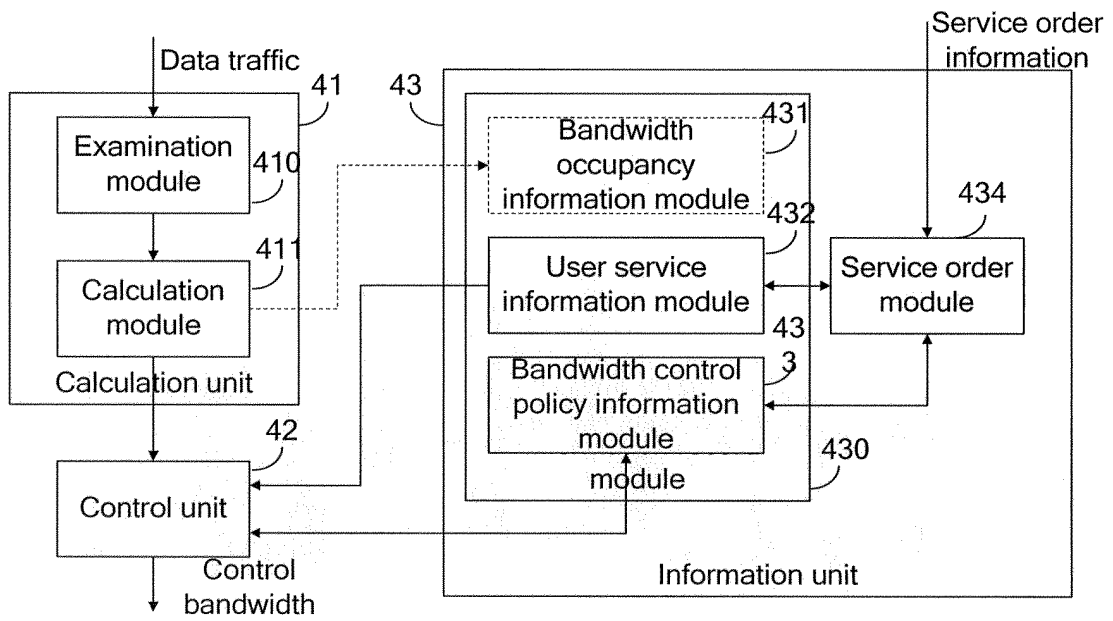 Data traffic
Service order
information
41
43
Examination
module
410
Bandwidth
occupancy
information module
431
411
Calculation
module
432
User service
information module
434
Service order
module
43
3
Calculation unit
Bandwidth control
policy information
module
module
430
42
Control unit
Control
bandwidth
Information unit